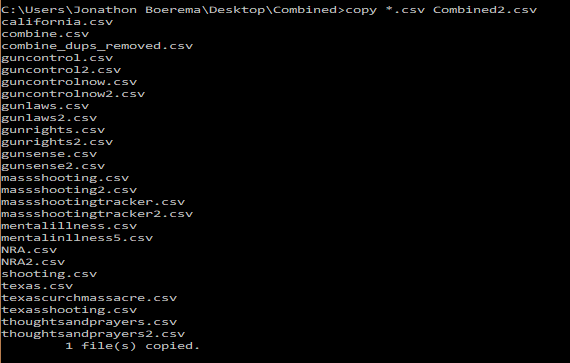 C:\Users\Jonathon Boerema\Desktop\Combined>copy *.csv Combined2.csv
california.csv
combine.csv
combine_dups_removed.csv
guncontrol.csv
guncontrol2.csv
guncontrolnow.csv
guncontrolnow2.csv
gunlaws.csv
gunlaws2.csv
gunrights.csv
gunrights2.csv
gunsense.csv
gunsense2.csv
massshooting.csv
massshooting2.csv
massshootingtracker.csv
massshootingtracker2.csv
mentalillness.csv
mentalinllness5.csv
NRA.csv
NRA2.csv
shooting.csv
texas.csv
texascurchmassacre.csv
texasshooting.csv
thoughtsandprayers.csv
thoughtsandprayers2.csv
1 file(s) copied.